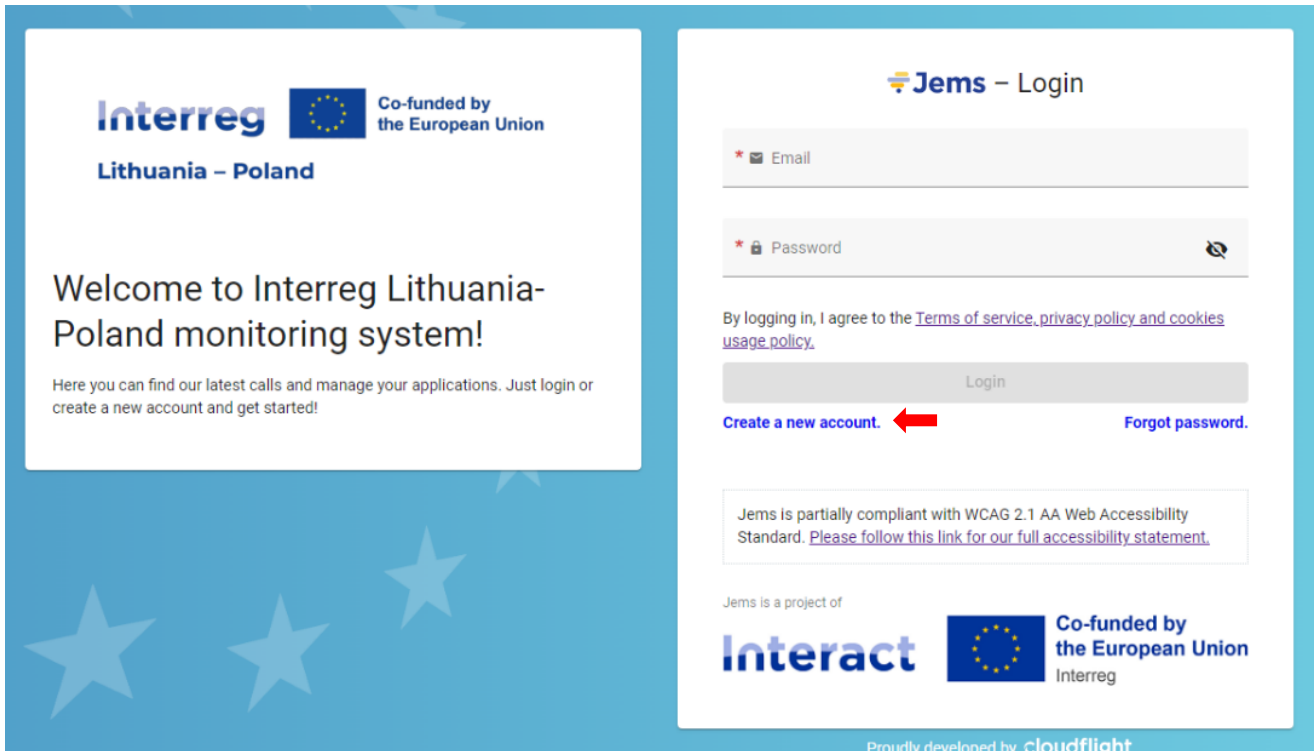 Interreg
Co-funded by
the European Union
Lithuania – Poland
Welcome to Interreg Lithuania-
Poland monitoring system!
Here you can find our latest calls and manage your applications. Just login or
create a new account and get started!
Jems – Login
* Email
* Password
By logging in, I agree to the Terms of service, privacy policy and cookies
usage policy.
Login
Create a new account.
Forgot password.
Jems is partially compliant with WCAG 2.1 AA Web Accessibility
Standard. Please follow this link for our full accessibility statement.
Jems is a project of
Interact
Co-funded by
the European Union
Interreg
Proudly developed by cloudflight